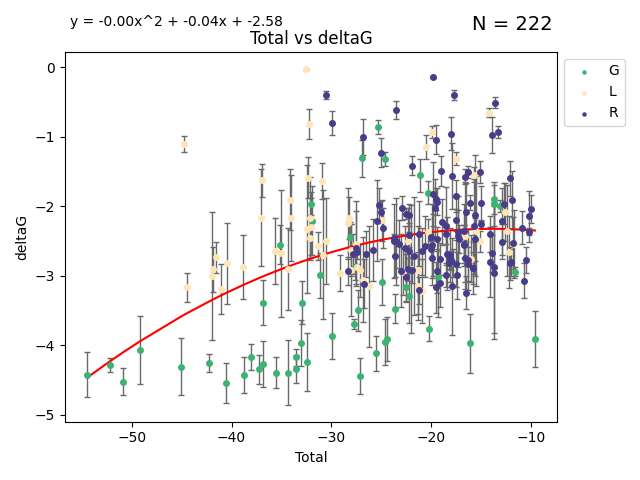 y = -0.00x^2 + -0.04x + -2.58
N = 222
Total vs deltaG
G
L
R
deltaG
0
−1
−2
−3
−4
−5
−50
−40
−30
−20
−10
Total